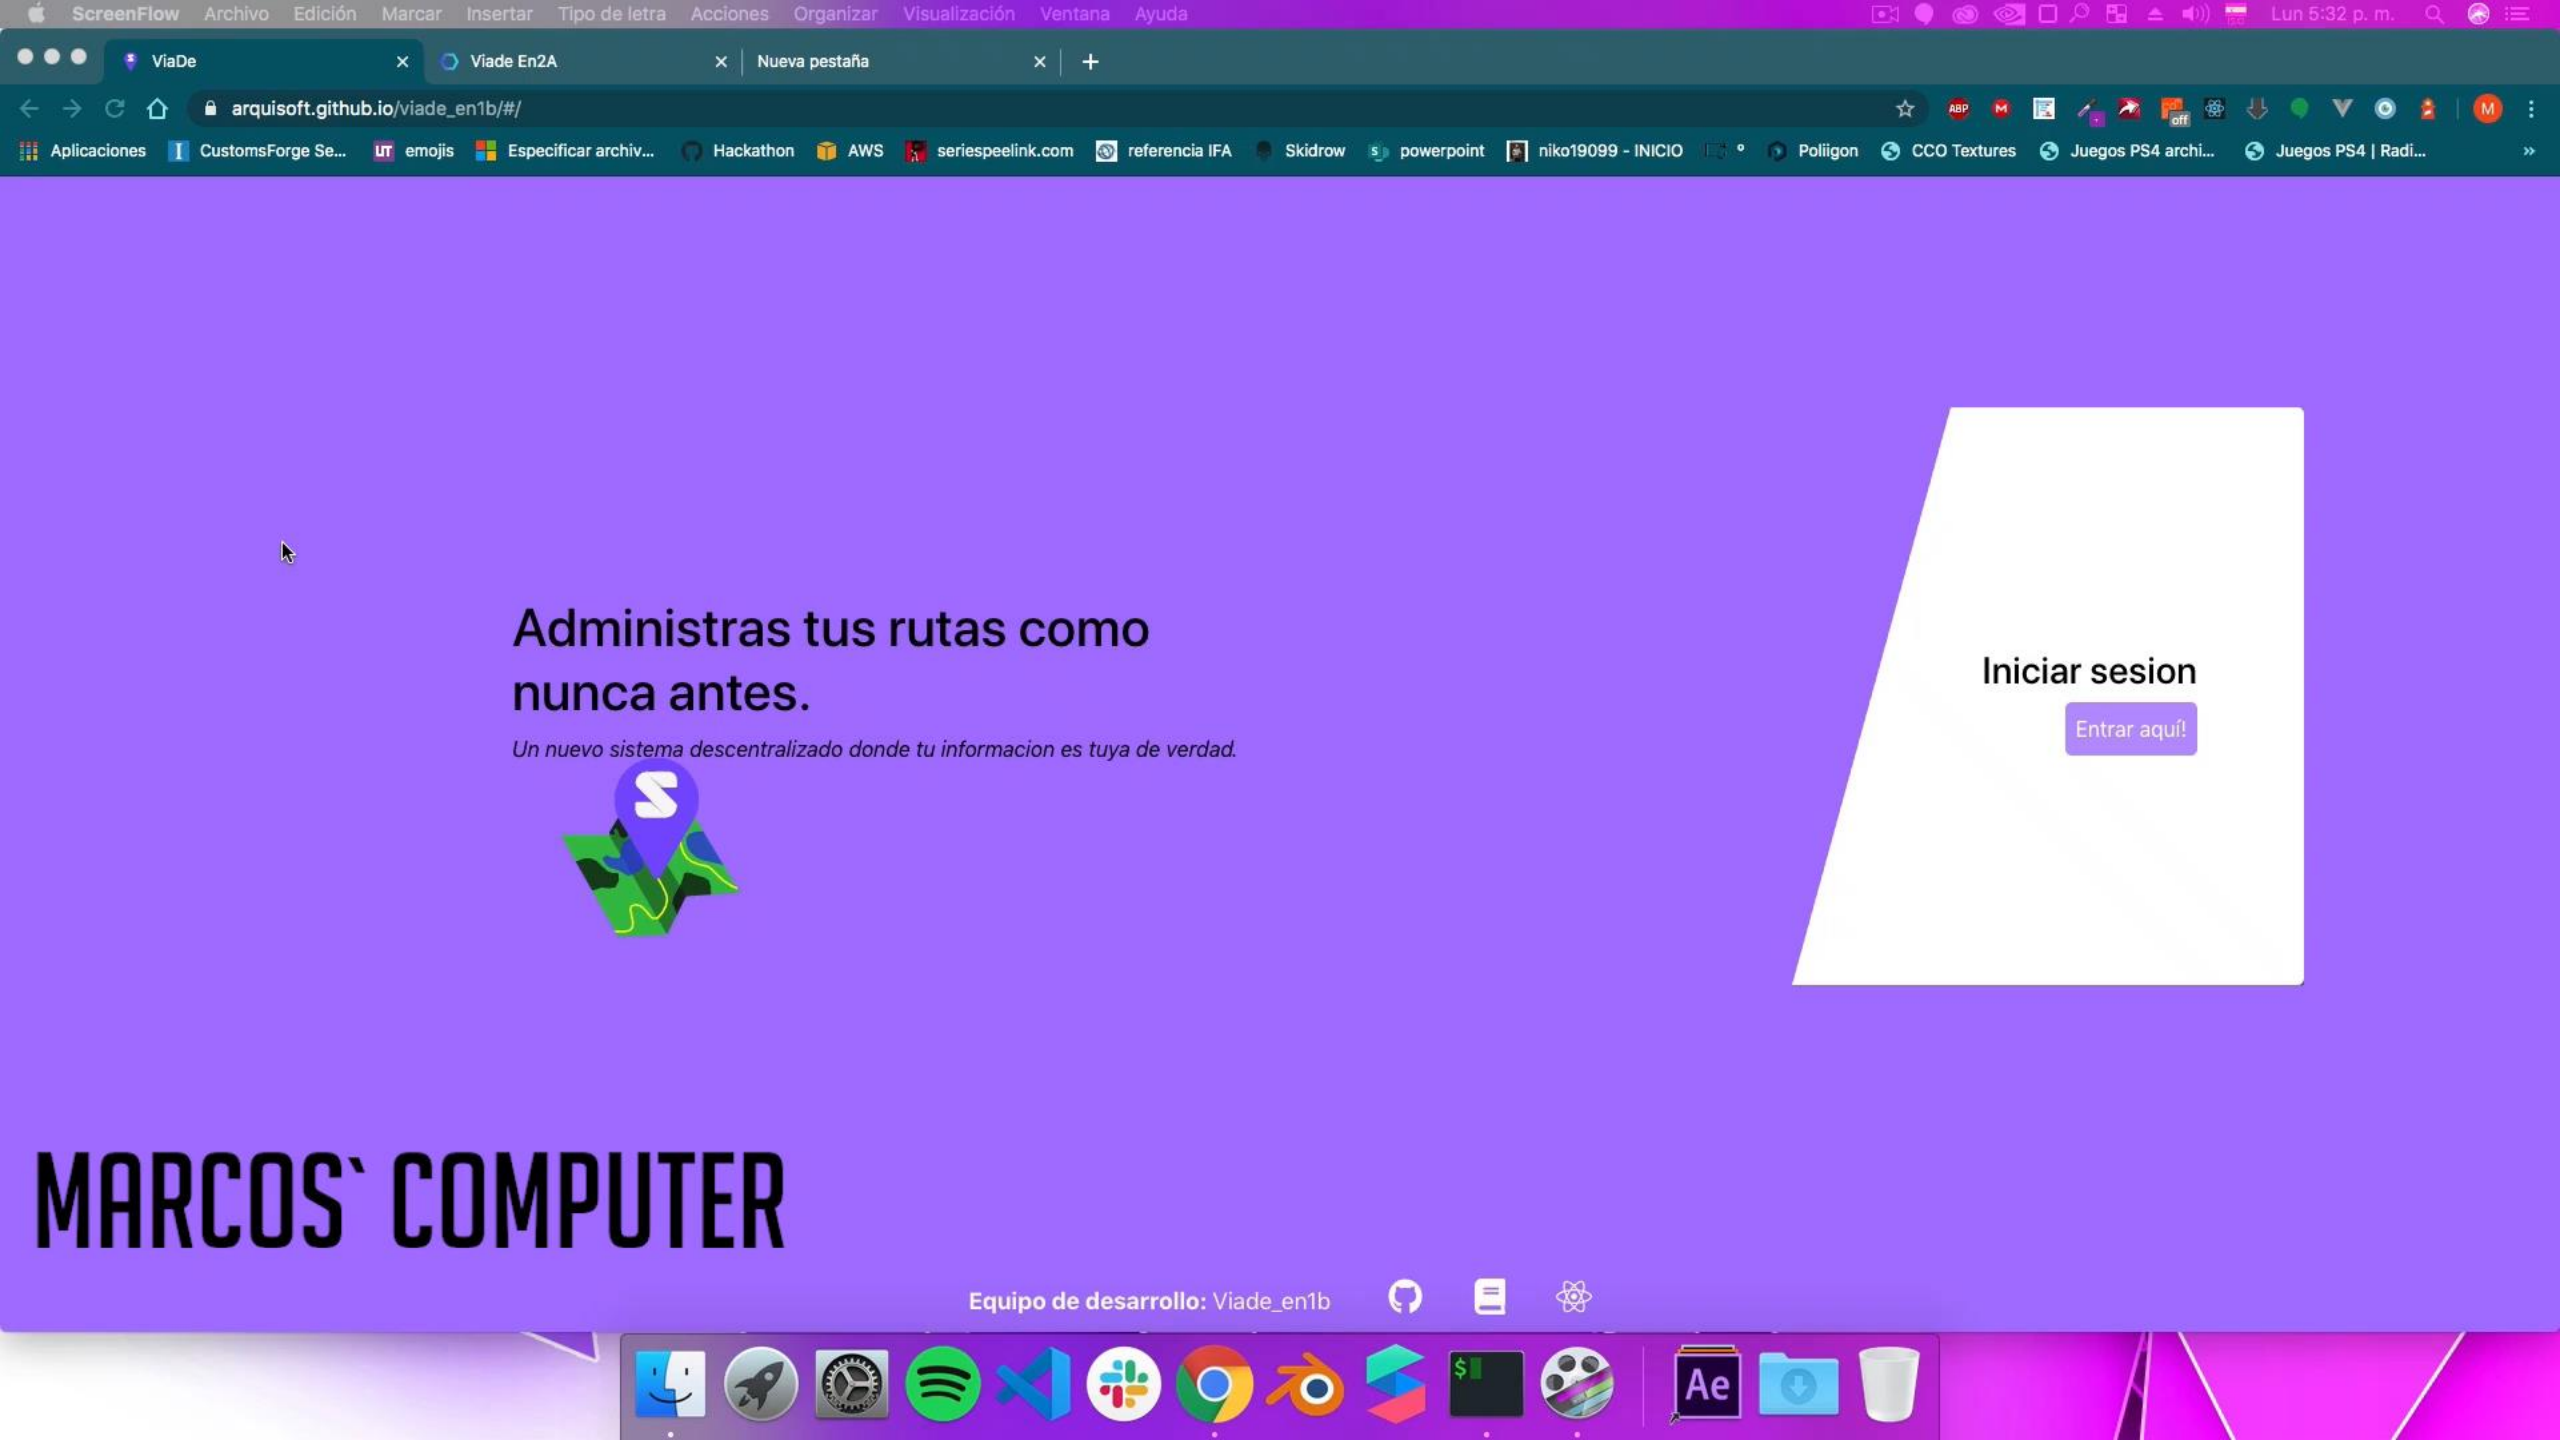 ScreenFlow Archivo Edición Marcar Insertar Tipo de letra Acciones Organizar Visualización Ventana Ayuda Lun 5:32 p. m.
ViaDe Viade En2A Nueva pestaña
arquisoft.github.io/viade_en1b/#/ ABP M off M
Aplicaciones CustomsForge Se... UT emojis Especificar archiv... Hackathon AWS seriespeelink.com referencia IFA Skidrow powerpoint niko19099 - INICIO º Poliigon CCO Textures Juegos PS4 archi... Juegos PS4 | Radi... »
Administras tus rutas como
nunca antes.
Un nuevo sistema descentralizado donde tu informacion es tuya de verdad.
S
Iniciar sesion
Entrar aquí!
MARCOS` COMPUTER
Equipo de desarrollo: Viade_en1b
$ Ae